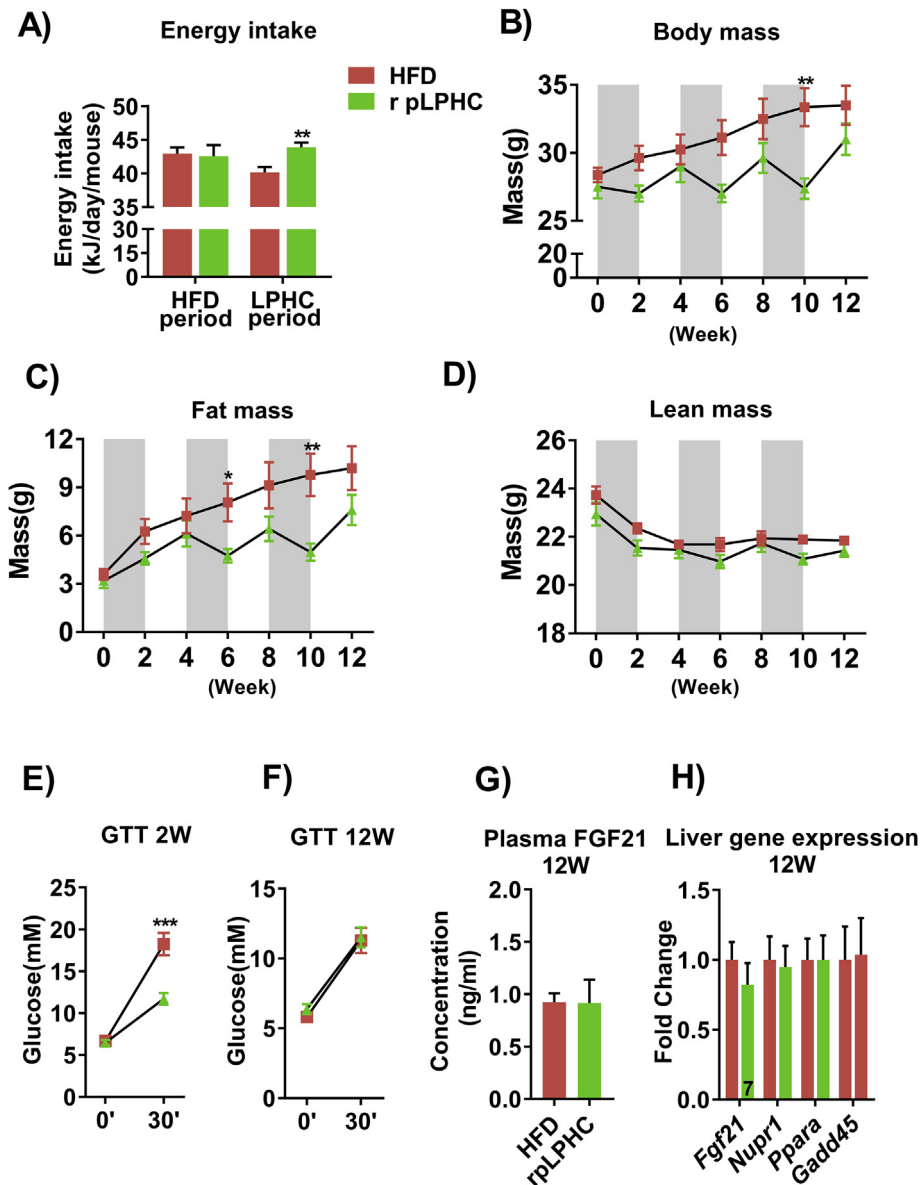 A)
Energy intake
HFD
r pLPHC
Energy intake
(kJ/day/mouse)
50
45
40
35
30
15
0
**
HFD
period
LPHC
period
B)
Body mass
Mass(g)
35
30
25
20
0
**
0 2 4 6 8 10 12
(Week)
C)
Fat mass
Mass(g)
12
9
6
3
0
*
**
0 2 4 6 8 10 12
(Week)
D)
Lean mass
Mass(g)
26
24
22
20
18
0 2 4 6 8 10 12
(Week)
E)
GTT 2W
Glucose(mM)
25
20
15
10
5
0
***
0' 30'
F)
GTT 12W
Glucose(mM)
15
10
5
0
0' 30'
G)
Plasma FGF21
12W
Concentration
(ng/ml)
2.0
1.5
1.0
0.5
0.0
HFD
rpLPHC
H)
Liver gene expression
12W
Fold Change
1.5
1.0
0.5
0.0
7
Fgf21
Nupr1
Ppara
Gadd45